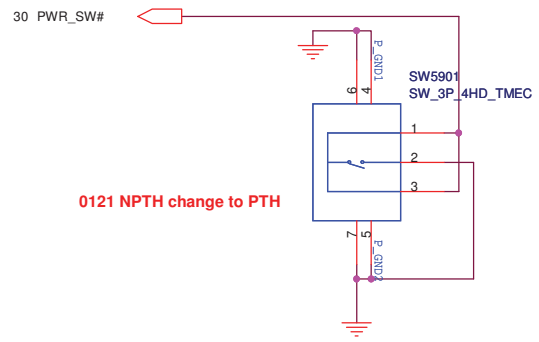 30 PWR_SW#
P_GND1
6
4
SW5901
SW_3P_4HD_TMEC
1
2
3
0121 NPTH change to PTH
7
5
P_GND2